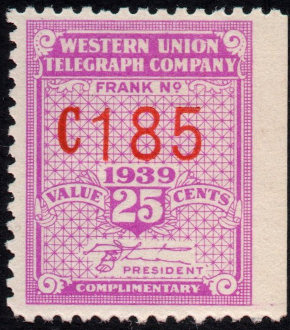 WESTERN UNION
TELEGRAPH COMPANY
FRANK NO
C185
1939
VALUE 25 CENTS
PRESIDENT
COMPLIMENTARY